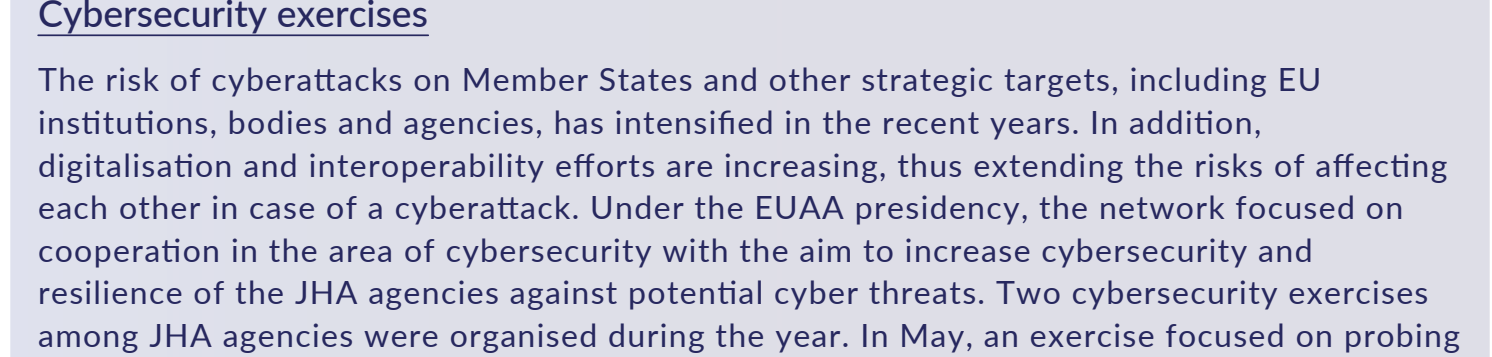 Cybersecurity exercises
The risk of cyberattacks on Member States and other strategic targets, including EU
institutions, bodies and agencies, has intensified in the recent years. In addition,
digitalisation and interoperability efforts are increasing, thus extending the risks of affecting
each other in case of a cyberattack. Under the EUAA presidency, the network focused on
cooperation in the area of cybersecurity with the aim to increase cybersecurity and
resilience of the JHA agencies against potential cyber threats. Two cybersecurity exercises
among JHA agencies were organised during the year. In May, an exercise focused on probing